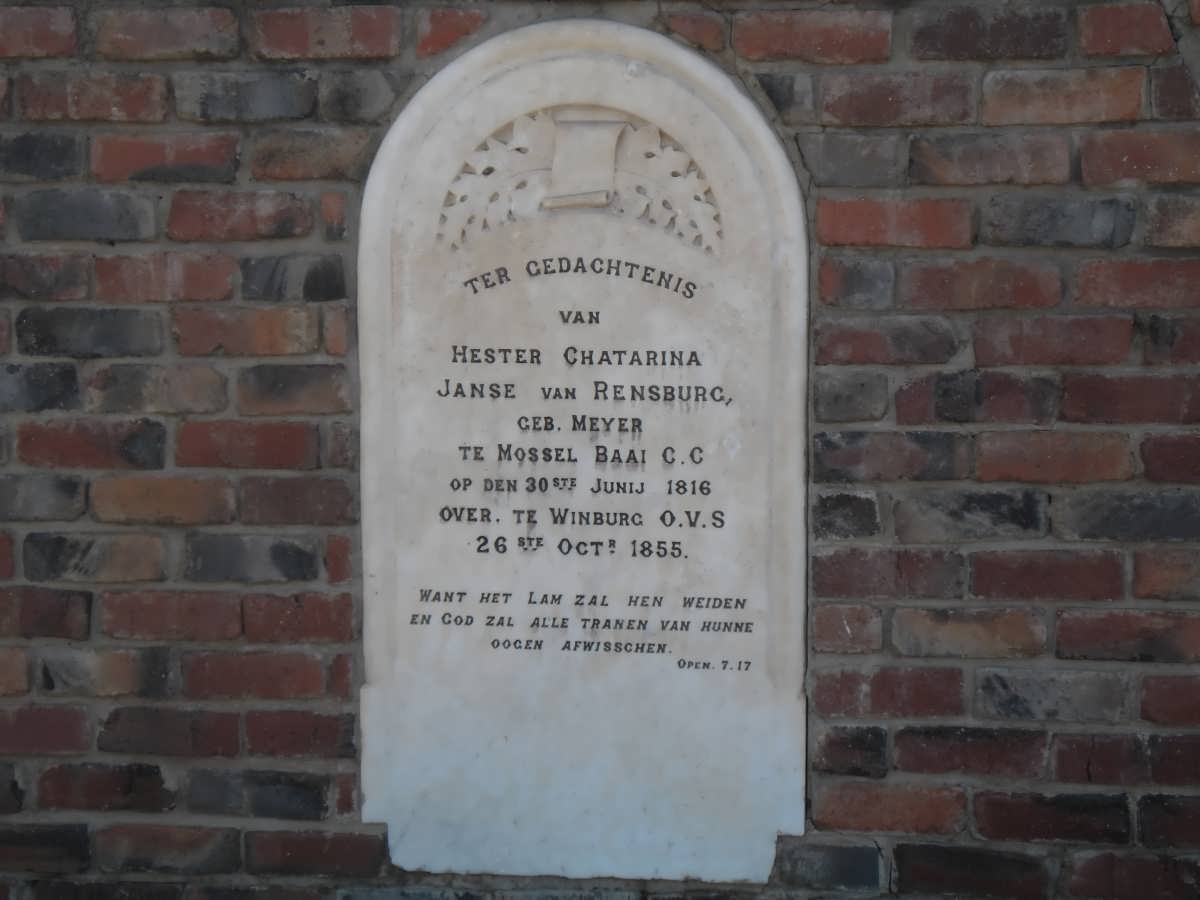 TER GEDACHTENIS
VAN
HESTER CHATARINA
JANSE VAN RENSBURG,
GEB. MEYER
TE MOSSEL BAAI C.C
OP DEN 30STE JUNIJ 1816
OVER. TE WINBURG O.V.S
26STE OCTR 1855.
WANT HET LAM ZAL HEN WEIDEN
EN GOD ZAL ALLE TRANEN VAN HUNNE
OOGEN AFWISSCHEN.
OPEN. 7.17